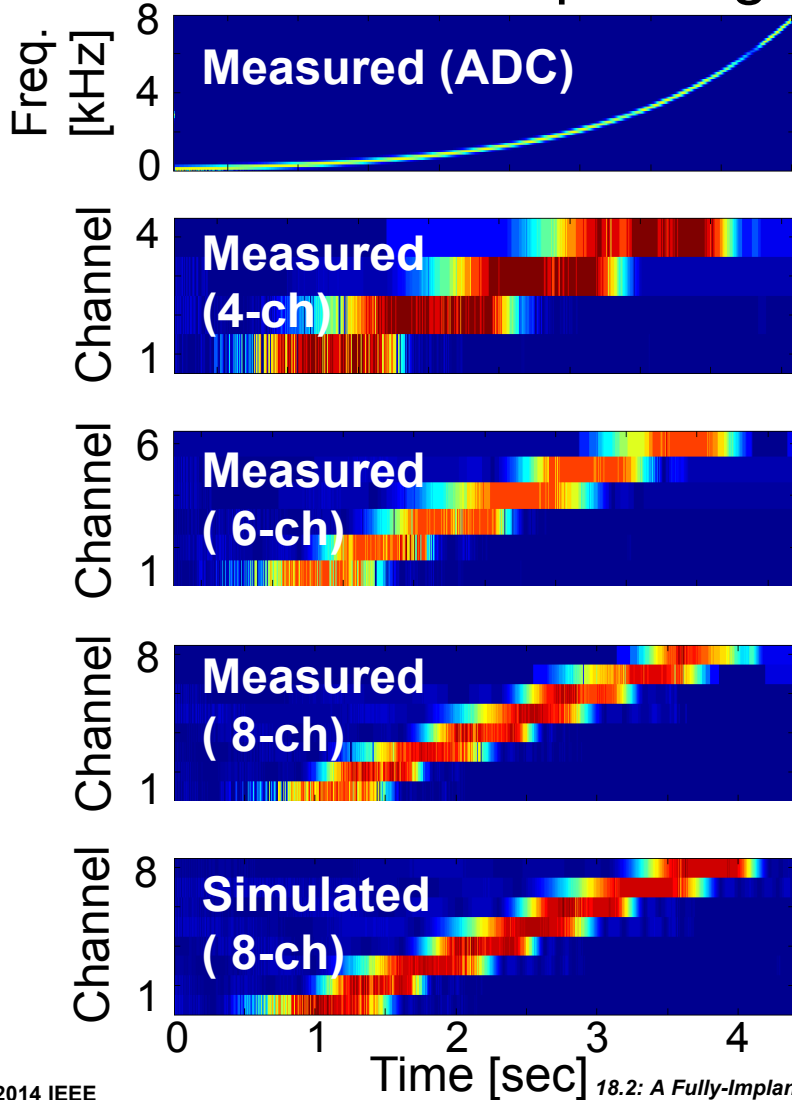 8
Freq.
[kHz]
4
0
Measured (ADC)
Channel
4
1
Measured
(4-ch)
Channel
6
1
Measured
( 6-ch)
Channel
8
1
Measured
( 8-ch)
Channel
8
1
Simulated
( 8-ch)
0 1 2 3 4
Time [sec]
2014 IEEE
18.2: A Fully-Implan